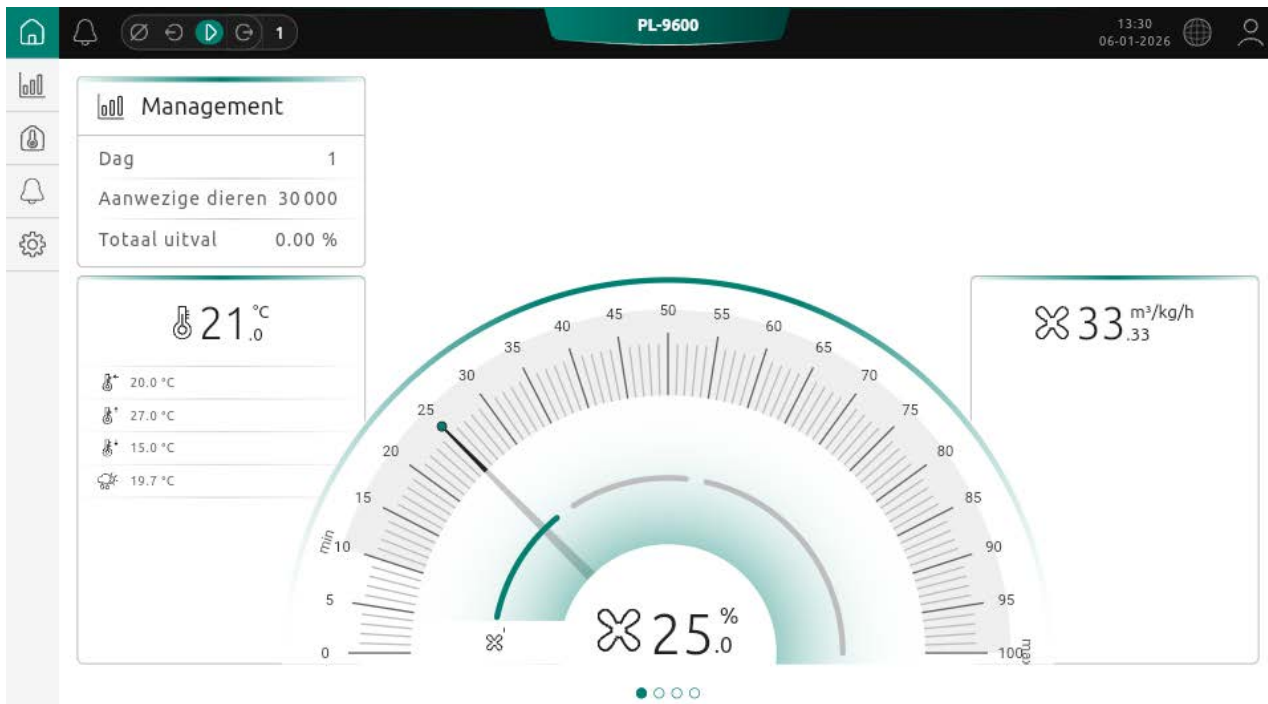 1
PL-9600
13:30
06-01-2026
Management
Dag 1
Aanwezige dieren 30000
Totaal uitval 0.00 %
21.0 °C
20.0 °C
27.0 °C
15.0 °C
19.7 °C
33.33 m³/kg/h
0
5
10
min
15
20
25
30
35
40
45
50
55
60
65
70
75
80
85
90
95
100
max
25.0 %